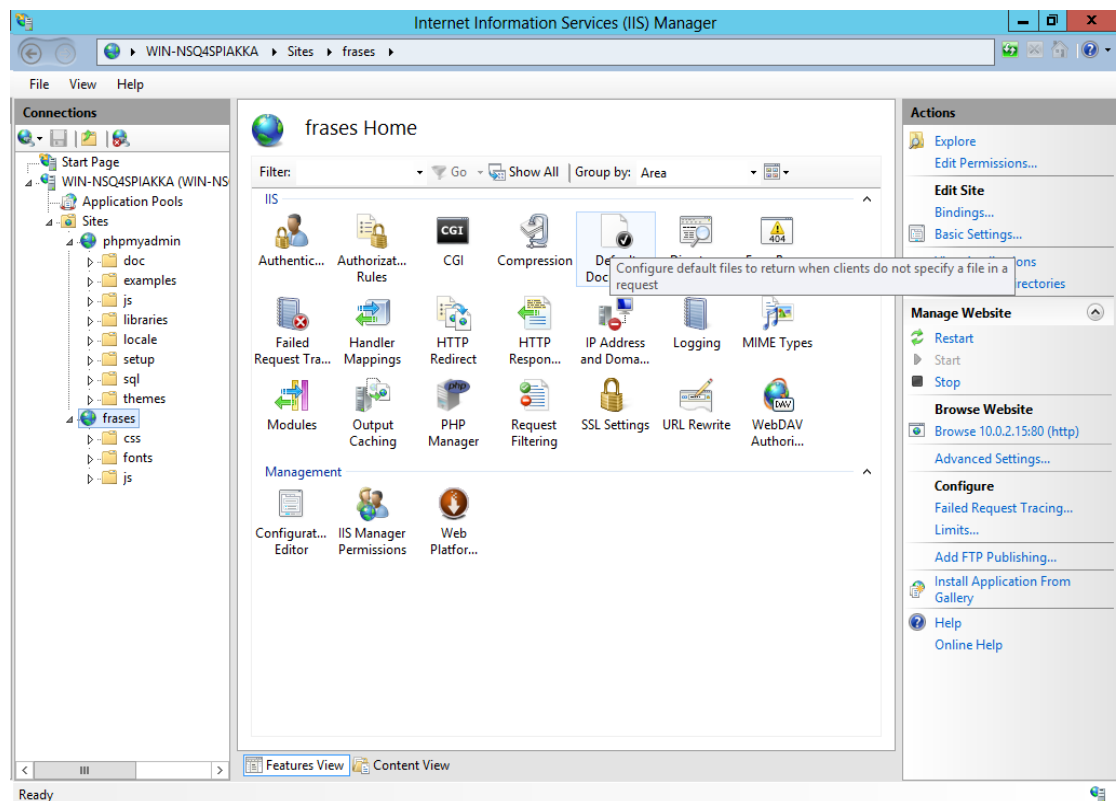 Internet Information Services (IIS) Manager
WIN-NSQ4SPIAKKA Sites frases
File View Help
Connections
Start Page
WIN-NSQ4SPIAKKA (WIN-NS
Application Pools
Sites
phpmyadmin
doc
examples
js
libraries
locale
setup
sql
themes
frases
css
fonts
js
frases Home
Filter: Go Show All Group by: Area
IIS
Authentic... Authorizat... Rules
CGI
CGI
Compression
Configure default files to return when clients do not specify a file in a
request
404
Failed
Request Tra...
Handler
Mappings
HTTP
Redirect
HTTP
Respon...
IP Address
and Doma...
Logging
MIME Types
Modules
Output
Caching
php
PHP
Manager
Request
Filtering
SSL Settings
URL Rewrite
DAV
WebDAV
Authori...
Management
Configurat...
Editor
IIS Manager
Permissions
Web
Platfor...
Features View Content View
Actions
Explore
Edit Permissions...
Edit Site
Bindings...
Basic Settings...
Manage Website
Restart
Start
Stop
Browse Website
Browse 10.0.2.15:80 (http)
Advanced Settings...
Configure
Failed Request Tracing...
Limits...
Add FTP Publishing...
Install Application From
Gallery
Help
Online Help
Ready